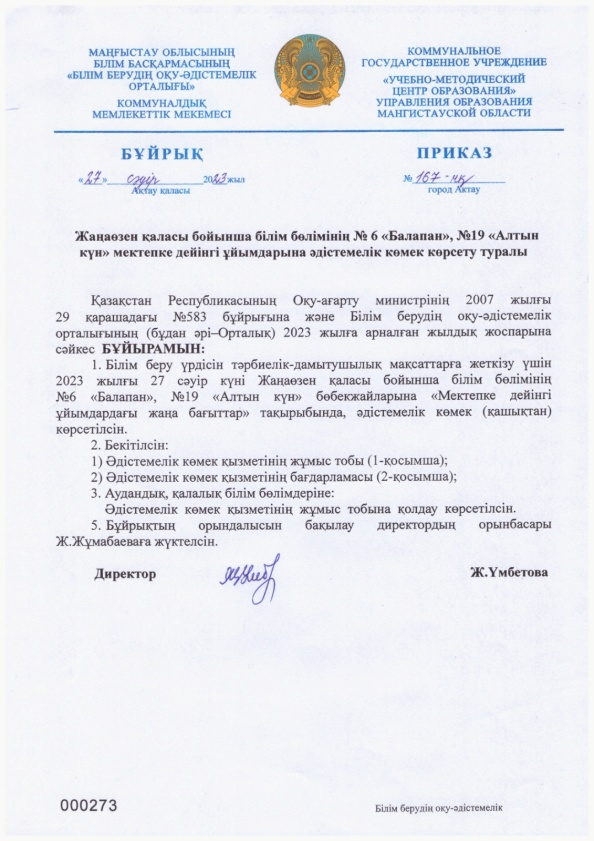 МАҢҒЫСТАУ ОБЛЫСЫНЫҢ
БІЛІМ БАСҚАРМАСЫНЫҢ
«БІЛІМ БЕРУДІҢ ОҚУ-ӘДІСТЕМЕЛІК
ОРТАЛЫҒЫ»
КОММУНАЛДЫҚ
МЕМЛЕКЕТТІК МЕКЕМЕСІ
КОММУНАЛЬНОЕ
ГОСУДАРСТВЕННОЕ УЧРЕЖДЕНИЕ
«УЧЕБНО-МЕТОДИЧЕСКИЙ
ЦЕНТР ОБРАЗОВАНИЯ»
УПРАВЛЕНИЯ ОБРАЗОВАНИЯ
МАНГИСТАУСКОЙ ОБЛАСТИ
БҰЙРЫҚ
«27» сәуір 2023 жыл
Ақтау қаласы
ПРИКАЗ
№ 167-нқ
город Актау
Жаңаөзен қаласы бойынша білім бөлімінің № 6 «Балапан», №19 «Алтын
күн» мектепке дейінгі ұйымдарына әдістемелік көмек көрсету туралы
Қазақстан Республикасының Оқу-ағарту министрінің 2007 жылғы
29 қарашадағы №583 бұйрығына және Білім берудің оқу-әдістемелік
орталығының (бұдан әрі–Орталық) 2023 жылға арналған жылдық жоспарына
сәйкес БҰЙЫРАМЫН:
1. Білім беру үрдісін тәрбиелік-дамытушылық мақсаттарға жеткізу үшін
2023 жылғы 27 сәуір күні Жаңаөзен қаласы бойынша білім бөлімінің
№6 «Балапан», №19 «Алтын күн» бөбекжайларына «Мектепке дейінгі
ұйымдардағы жаңа бағыттар» тақырыбында, әдістемелік көмек (қашықтан)
көрсетілсін.
2. Бекітілсін:
1) Әдістемелік көмек қызметінің жұмыс тобы (1-қосымша);
2) Әдістемелік көмек қызметінің бағдарламасы (2-қосымша);
3. Аудандық, қалалық білім бөлімдеріне:
Әдістемелік көмек қызметінің жұмыс тобына қолдау көрсетілсін.
5. Бұйрықтың орындалысын бақылау директордың орынбасары
Ж.Жұмабаеваға жүктелсін.
Директор Ж.Үмбетова
000273
Білім берудің оқу-әдістемелік